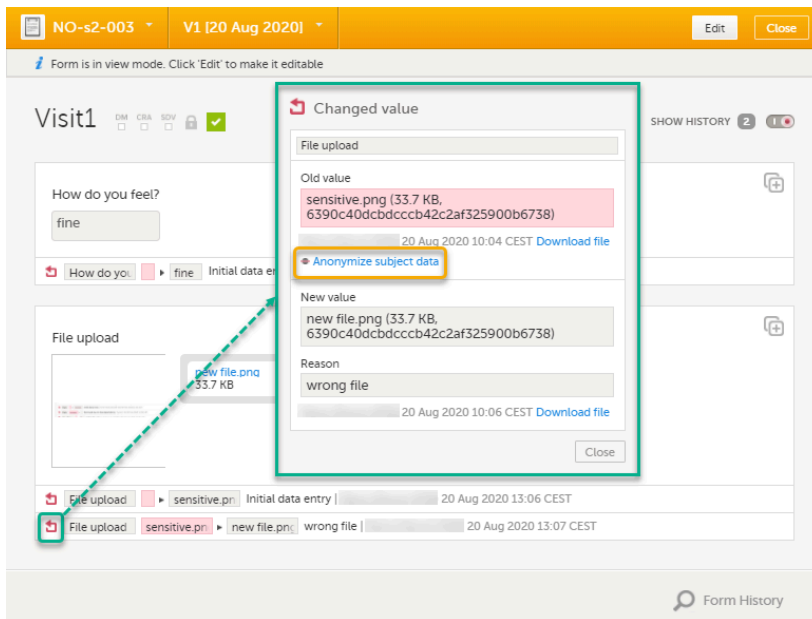 NO-s2-003
V1 [20 Aug 2020]
Edit
Close
i Form is in view mode. Click 'Edit' to make it editable
Visit1
DM CRA SDV
SHOW HISTORY 2
How do you feel?
fine
How do you
fine
Initial data en
File upload
new file.png
33.7 KB
File upload
sensitive.pn
Initial data entry |
20 Aug 2020 13:06 CEST
File upload
sensitive.pn
new file.png
wrong file |
20 Aug 2020 13:07 CEST
Changed value
File upload
Old value
sensitive.png (33.7 KB,
6390c40dcbdcccb42c2af325900b6738)
20 Aug 2020 10:04 CEST Download file
Anonymize subject data
New value
new file.png (33.7 KB,
6390c40dcbdcccb42c2af325900b6738)
Reason
wrong file
20 Aug 2020 10:06 CEST Download file
Close
Form History